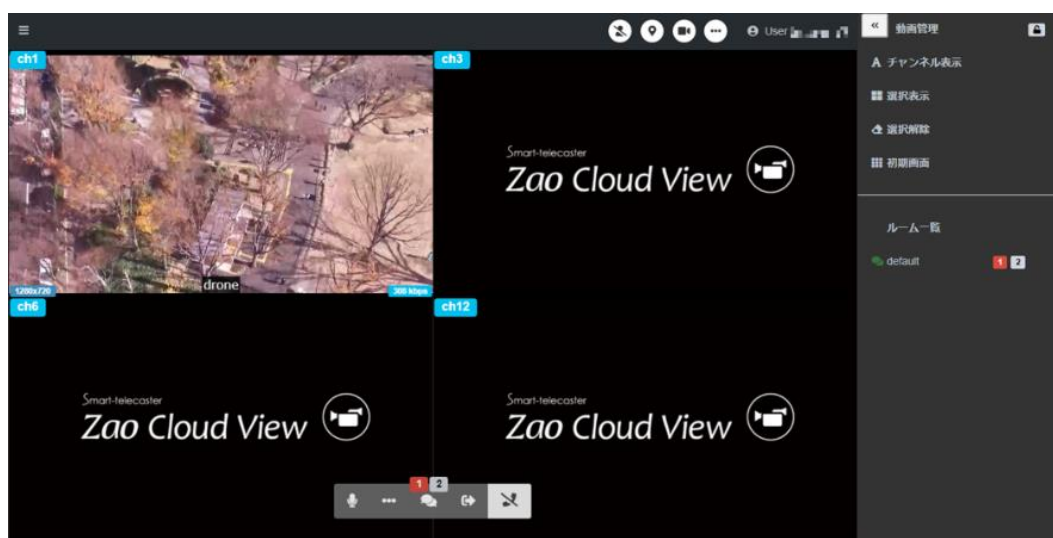 User
動画管理
チャンネル表示
選択表示
選択解除
初期画面
ルーム一覧
default
1 2
ch1
drone
1280x720
300 kbps
ch3
Smart-telecaster
Zao Cloud View
ch6
Smart-telecaster
Zao Cloud View
ch12
Smart-telecaster
Zao Cloud View
1 2